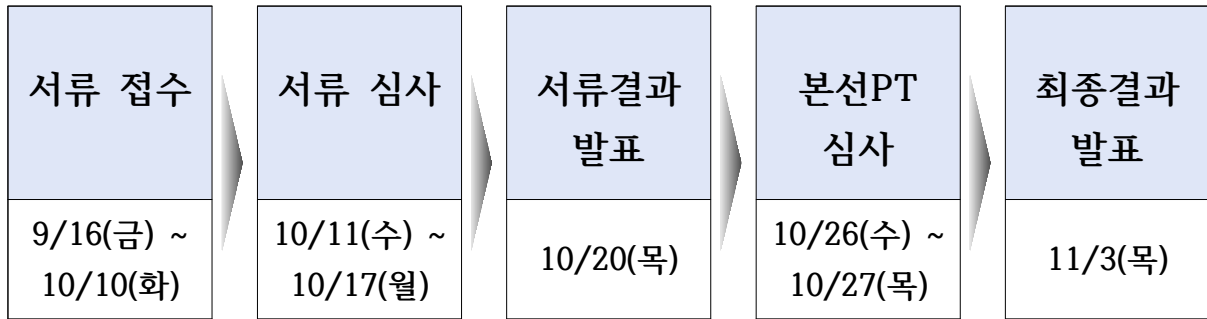 서류 접수
9/16(금) ~
10/10(화)
서류 심사
10/11(수) ~
10/17(월)
서류결과
발표
10/20(목)
본선PT
심사
10/26(수) ~
10/27(목)
최종결과
발표
11/3(목)